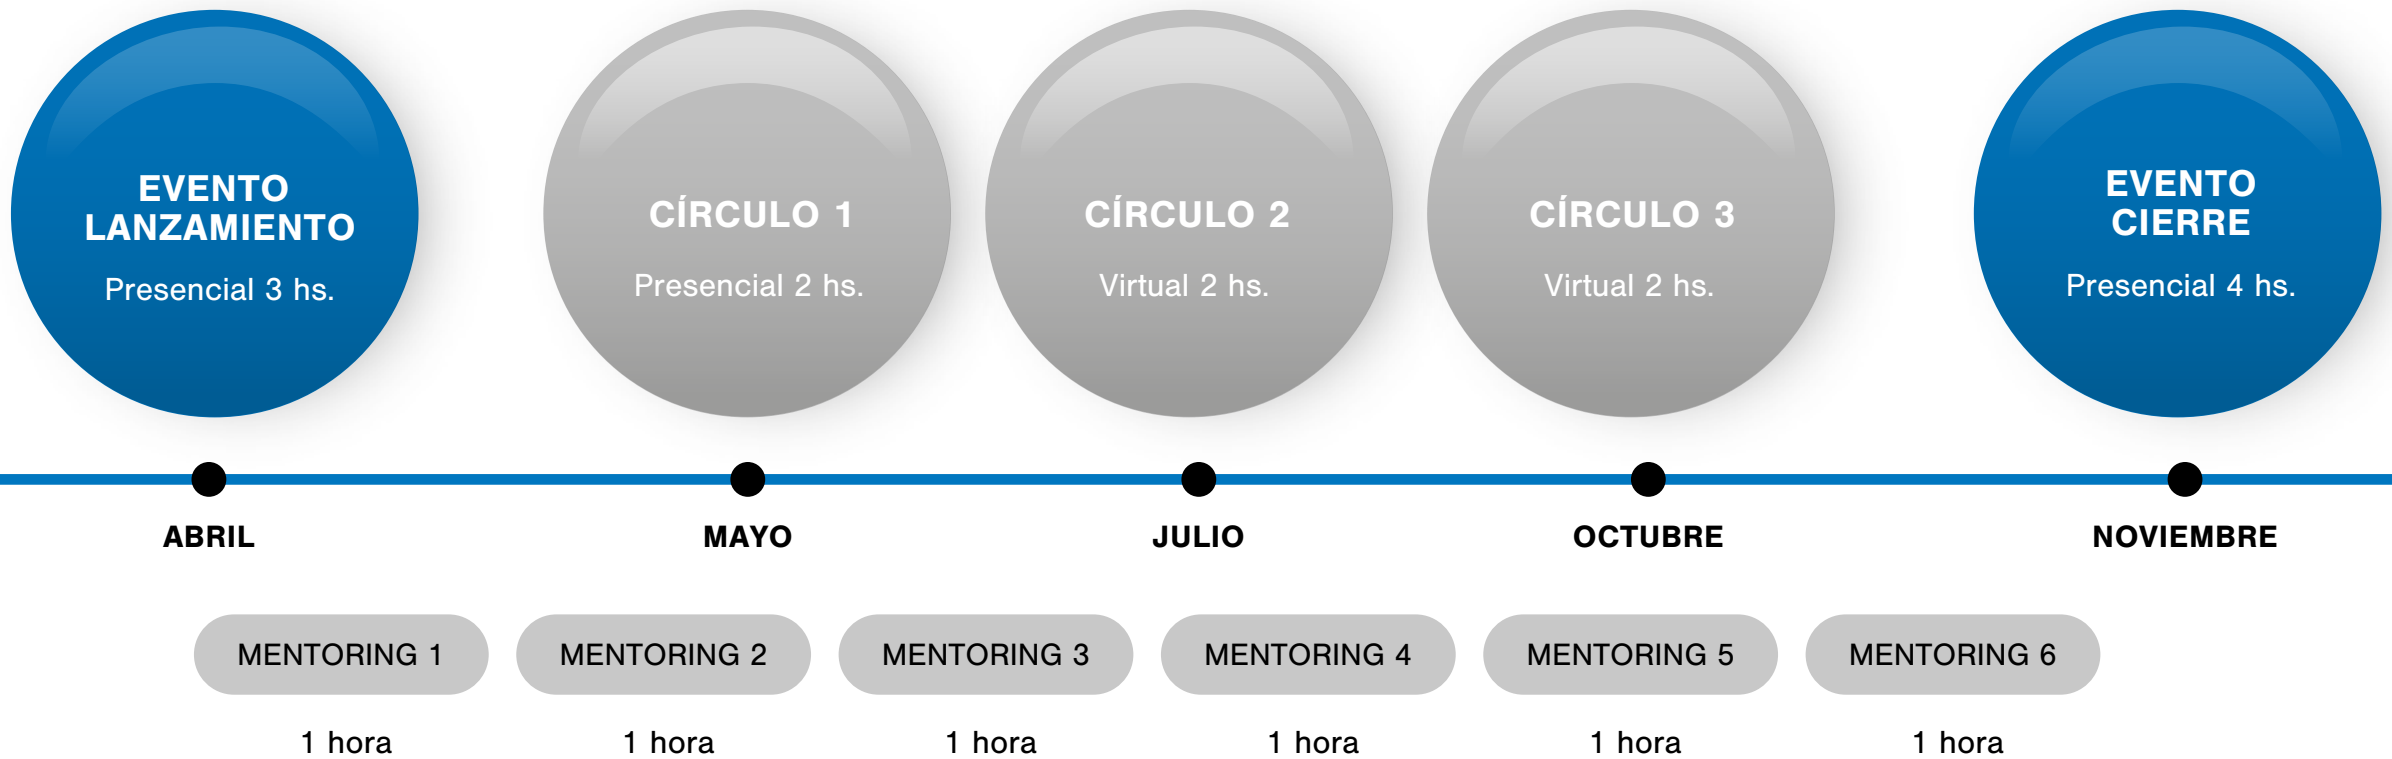 EVENTO
LANZAMIENTO
Presencial 3 hs.
CÍRCULO 1
Presencial 2 hs.
CÍRCULO 2
Virtual 2 hs.
CÍRCULO 3
Virtual 2 hs.
EVENTO
CIERRE
Presencial 4 hs.
ABRIL
MAYO
JULIO
OCTUBRE
NOVIEMBRE
MENTORING 1
MENTORING 2
MENTORING 3
MENTORING 4
MENTORING 5
MENTORING 6
1 hora
1 hora
1 hora
1 hora
1 hora
1 hora